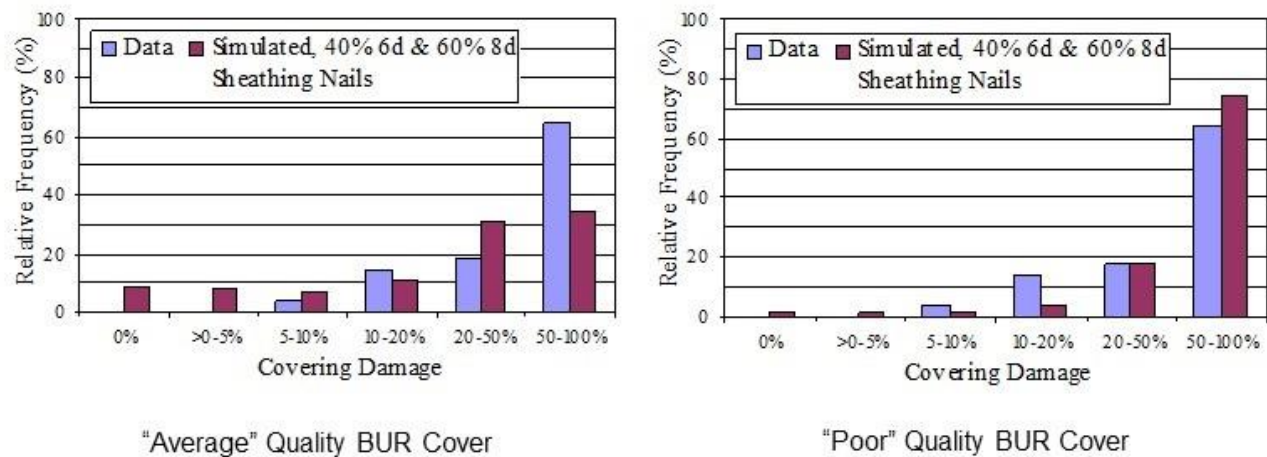 100
80
60
40
20
0
Relative Frequency (%)
Data Simulated, 40% 6d & 60% 8d
Sheathing Nails
0% >0-5% 5-10% 10-20% 20-50% 50-100%
Covering Damage
“Average” Quality BUR Cover
100
80
60
40
20
0
Relative Frequency (%)
Data Simulated, 40% 6d & 60% 8d
Sheathing Nails
0% >0-5% 5-10% 10-20% 20-50% 50-100%
Covering Damage
“Poor” Quality BUR Cover